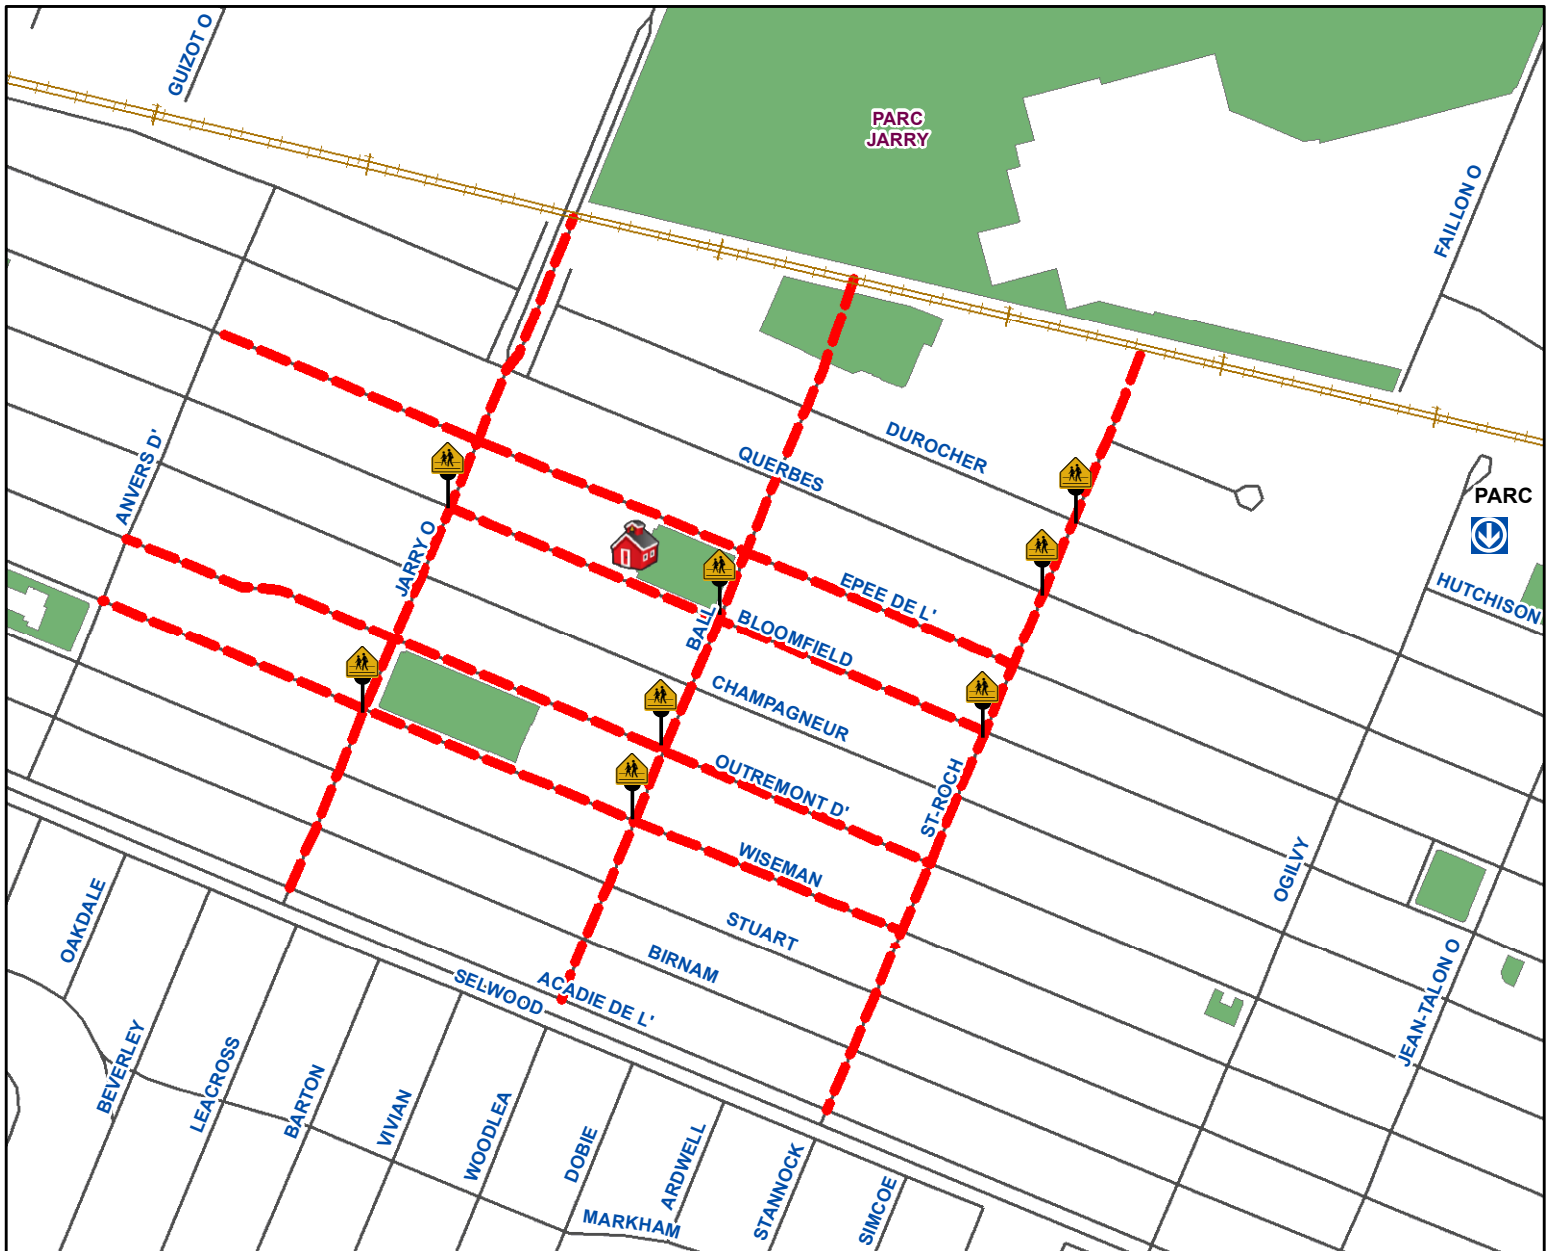 GUIZOT O
PARC
JARRY
FAILLON O
ANVERS D'
DUROCHER
QUERBES
PARC
JARRY O
EPEE DE L'
HUTCHISON
BALL
BLOOMFIELD
CHAMPAGNEUR
OUTREMONT D'
ST-ROCH
WISEMAN
OGILVY
OAKDALE
STUART
BIRNAM
JEAN-TALON O
SELWOOD
ACADIE DE L'
BEVERLEY
LEACROSS
BARTON
VIVIAN
WOODLEA
DOBIE
ARDWELL
STANNOCK
SIMCOE
MARKHAM